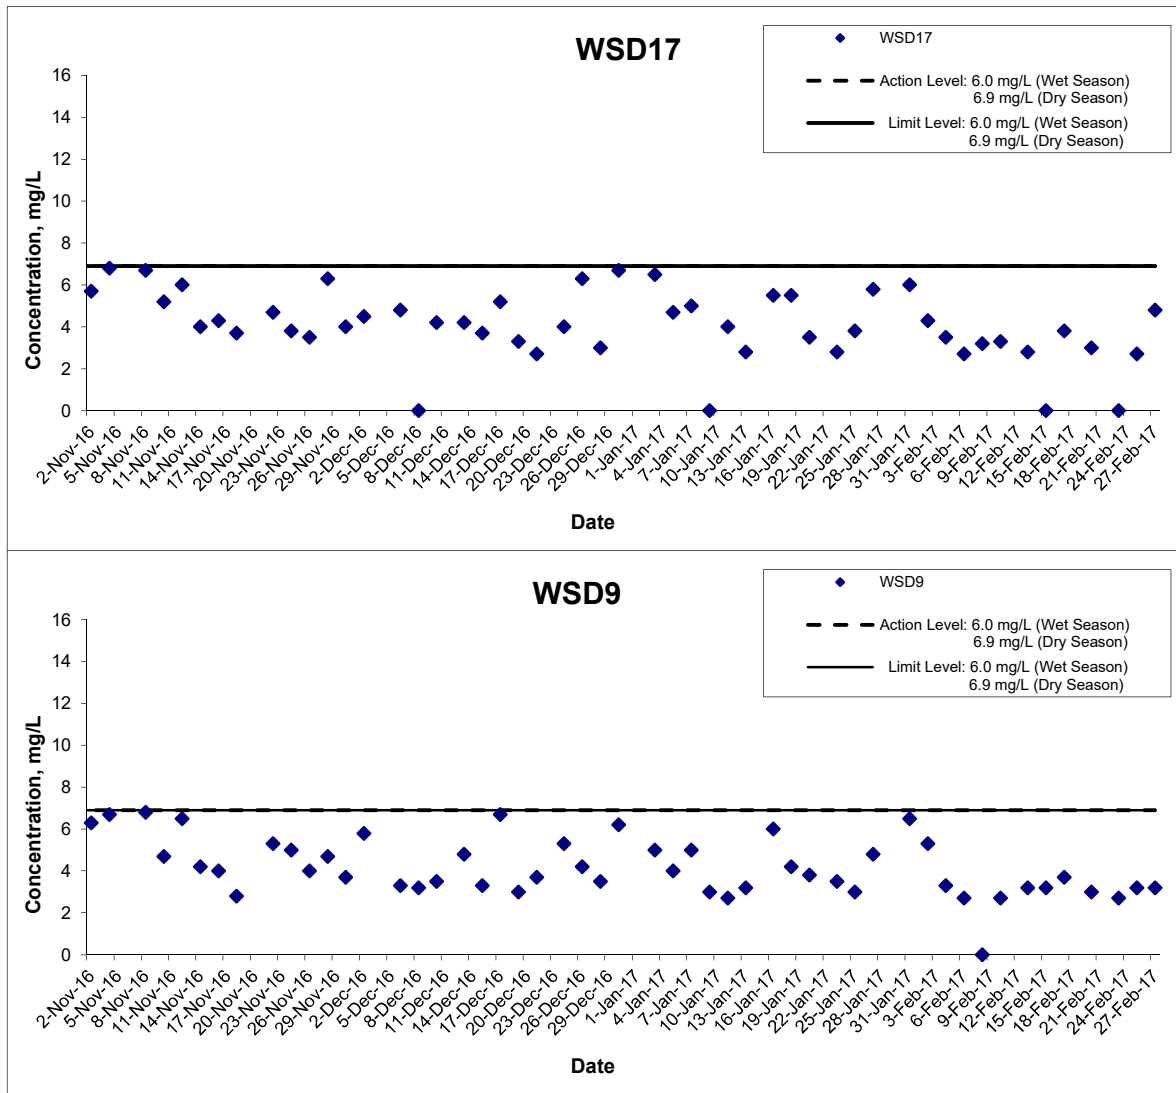 WSD17
WSD17
Action Level: 6.0 mg/L (Wet Season)
6.9 mg/L (Dry Season)
Limit Level: 6.0 mg/L (Wet Season)
6.9 mg/L (Dry Season)
Concentration, mg/L
16
14
12
10
8
6
4
2
0
2-Nov-16
5-Nov-16
8-Nov-16
11-Nov-16
14-Nov-16
17-Nov-16
20-Nov-16
23-Nov-16
26-Nov-16
29-Nov-16
2-Dec-16
5-Dec-16
8-Dec-16
11-Dec-16
14-Dec-16
17-Dec-16
20-Dec-16
23-Dec-16
26-Dec-16
29-Dec-16
1-Jan-17
4-Jan-17
7-Jan-17
10-Jan-17
13-Jan-17
16-Jan-17
19-Jan-17
22-Jan-17
25-Jan-17
28-Jan-17
31-Jan-17
3-Feb-17
6-Feb-17
9-Feb-17
12-Feb-17
15-Feb-17
18-Feb-17
21-Feb-17
24-Feb-17
27-Feb-17
Date
WSD9
WSD9
Action Level: 6.0 mg/L (Wet Season)
6.9 mg/L (Dry Season)
Limit Level: 6.0 mg/L (Wet Season)
6.9 mg/L (Dry Season)
Concentration, mg/L
16
14
12
10
8
6
4
2
0
2-Nov-16
5-Nov-16
8-Nov-16
11-Nov-16
14-Nov-16
17-Nov-16
20-Nov-16
23-Nov-16
26-Nov-16
29-Nov-16
2-Dec-16
5-Dec-16
8-Dec-16
11-Dec-16
14-Dec-16
17-Dec-16
20-Dec-16
23-Dec-16
26-Dec-16
29-Dec-16
1-Jan-17
4-Jan-17
7-Jan-17
10-Jan-17
13-Jan-17
16-Jan-17
19-Jan-17
22-Jan-17
25-Jan-17
28-Jan-17
31-Jan-17
3-Feb-17
6-Feb-17
9-Feb-17
12-Feb-17
15-Feb-17
18-Feb-17
21-Feb-17
24-Feb-17
27-Feb-17
Date